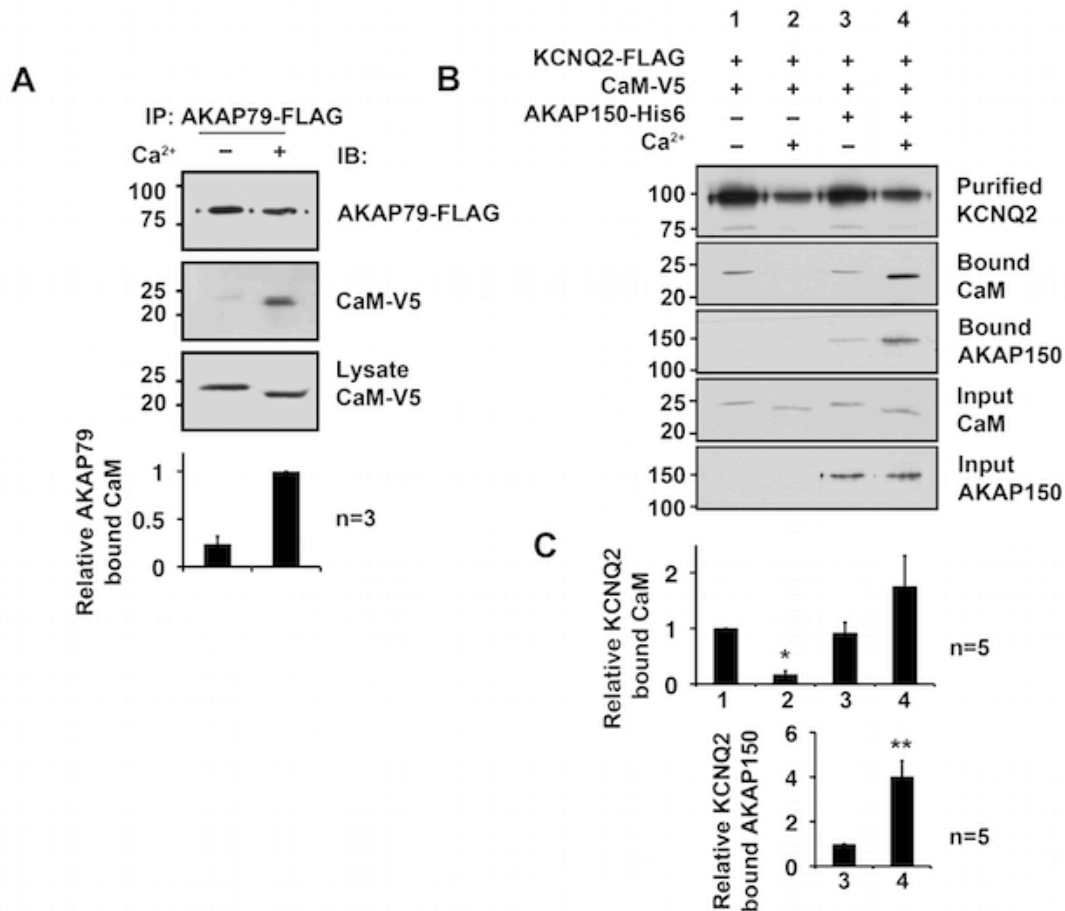 A
IP: AKAP79-FLAG
Ca²⁺ – + IB:
100
75
AKAP79-FLAG
25
20
CaM-V5
25
20
Lysate
CaM-V5
Relative AKAP79
bound CaM
1
0.5
0
n=3
B
1 2 3 4
KCNQ2-FLAG + + + +
CaM-V5 + + + +
AKAP150-His6 – – + +
Ca²⁺ – + – +
100
75
Purified
KCNQ2
25
20
Bound
CaM
150
100
Bound
AKAP150
25
20
Input
CaM
150
100
Input
AKAP150
C
Relative KCNQ2
bound CaM
2
1
0
*
1 2 3 4
n=5
Relative KCNQ2
bound AKAP150
6
4
2
0
**
3 4
n=5